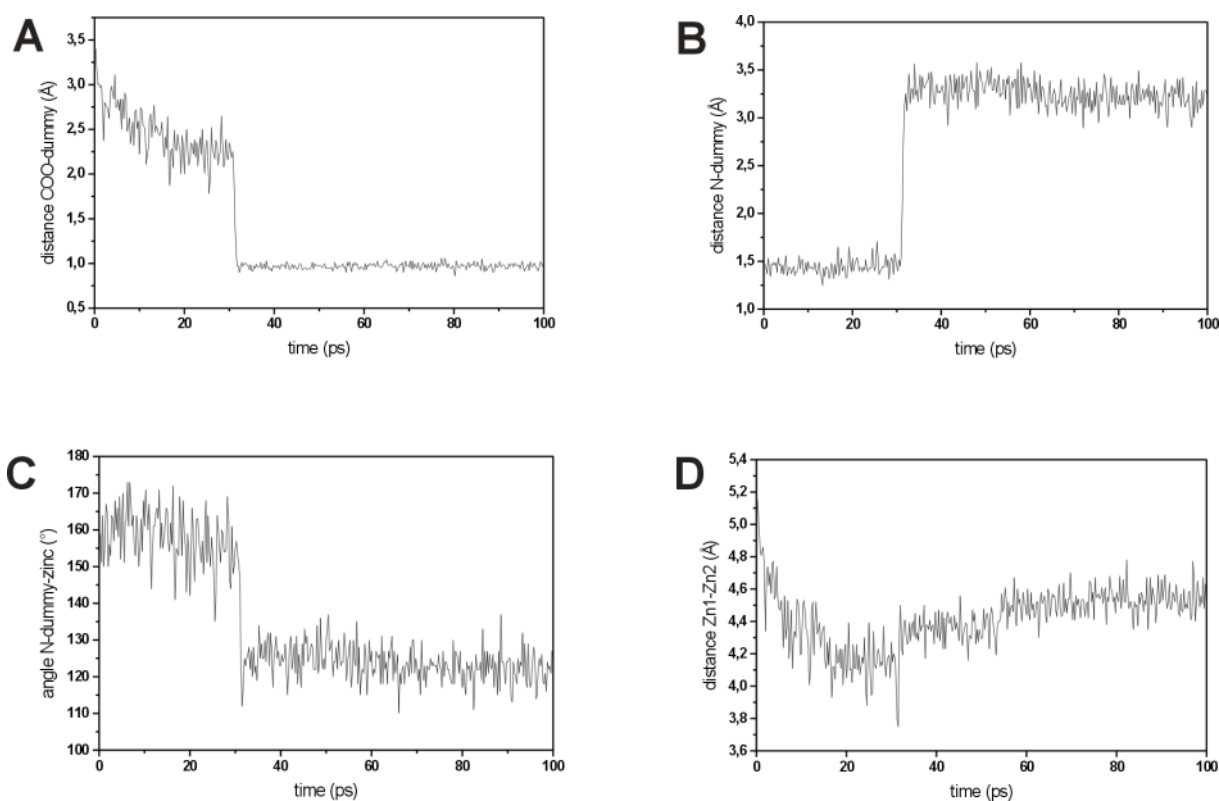 A
distance COO-dummy (Å)
3,5
3,0
2,5
2,0
1,5
1,0
0,5
0 20 40 60 80 100
time (ps)
B
distance N-dummy (Å)
4,0
3,5
3,0
2,5
2,0
1,5
1,0
0 20 40 60 80 100
time (ps)
C
angle N-dummy-zinc (°)
180
170
160
150
140
130
120
110
100
0 20 40 60 80 100
time (ps)
D
distance Zn1-Zn2 (Å)
5,4
5,2
5,0
4,8
4,6
4,4
4,2
4,0
3,8
3,6
0 20 40 60 80 100
time (ps)